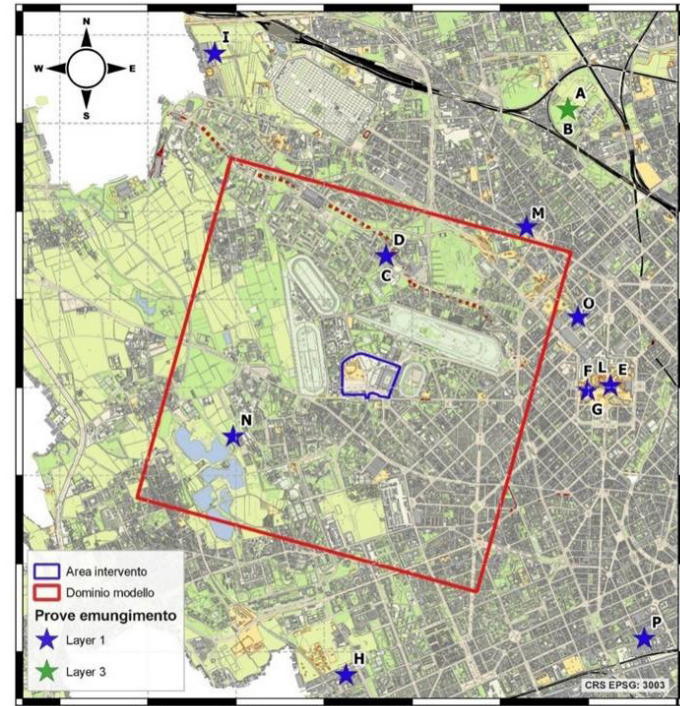 N
W E
S
I
A
B
M
D
C
O
F L E
G
N
P
H
Area intervento
Dominio modello
Prove emungimento
Layer 1
Layer 3
CRS EPSG: 3003